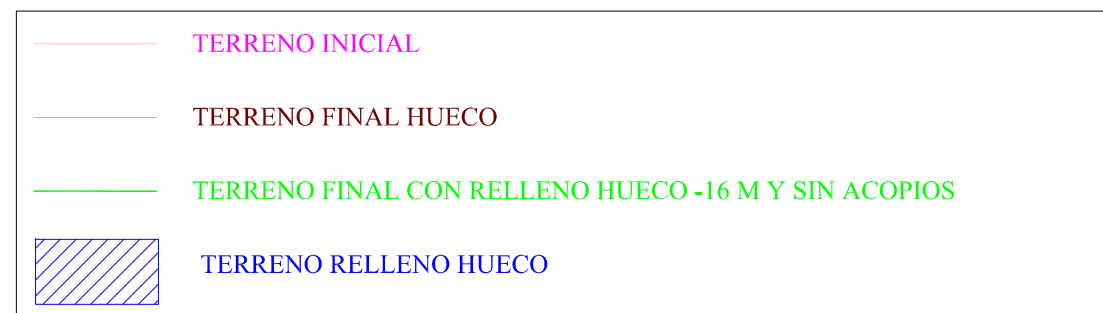 TERRENO INICIAL
TERRENO FINAL HUECO
TERRENO FINAL CON RELLENO HUECO -16 M Y SIN ACOPIOS
TERRENO RELLENO HUECO